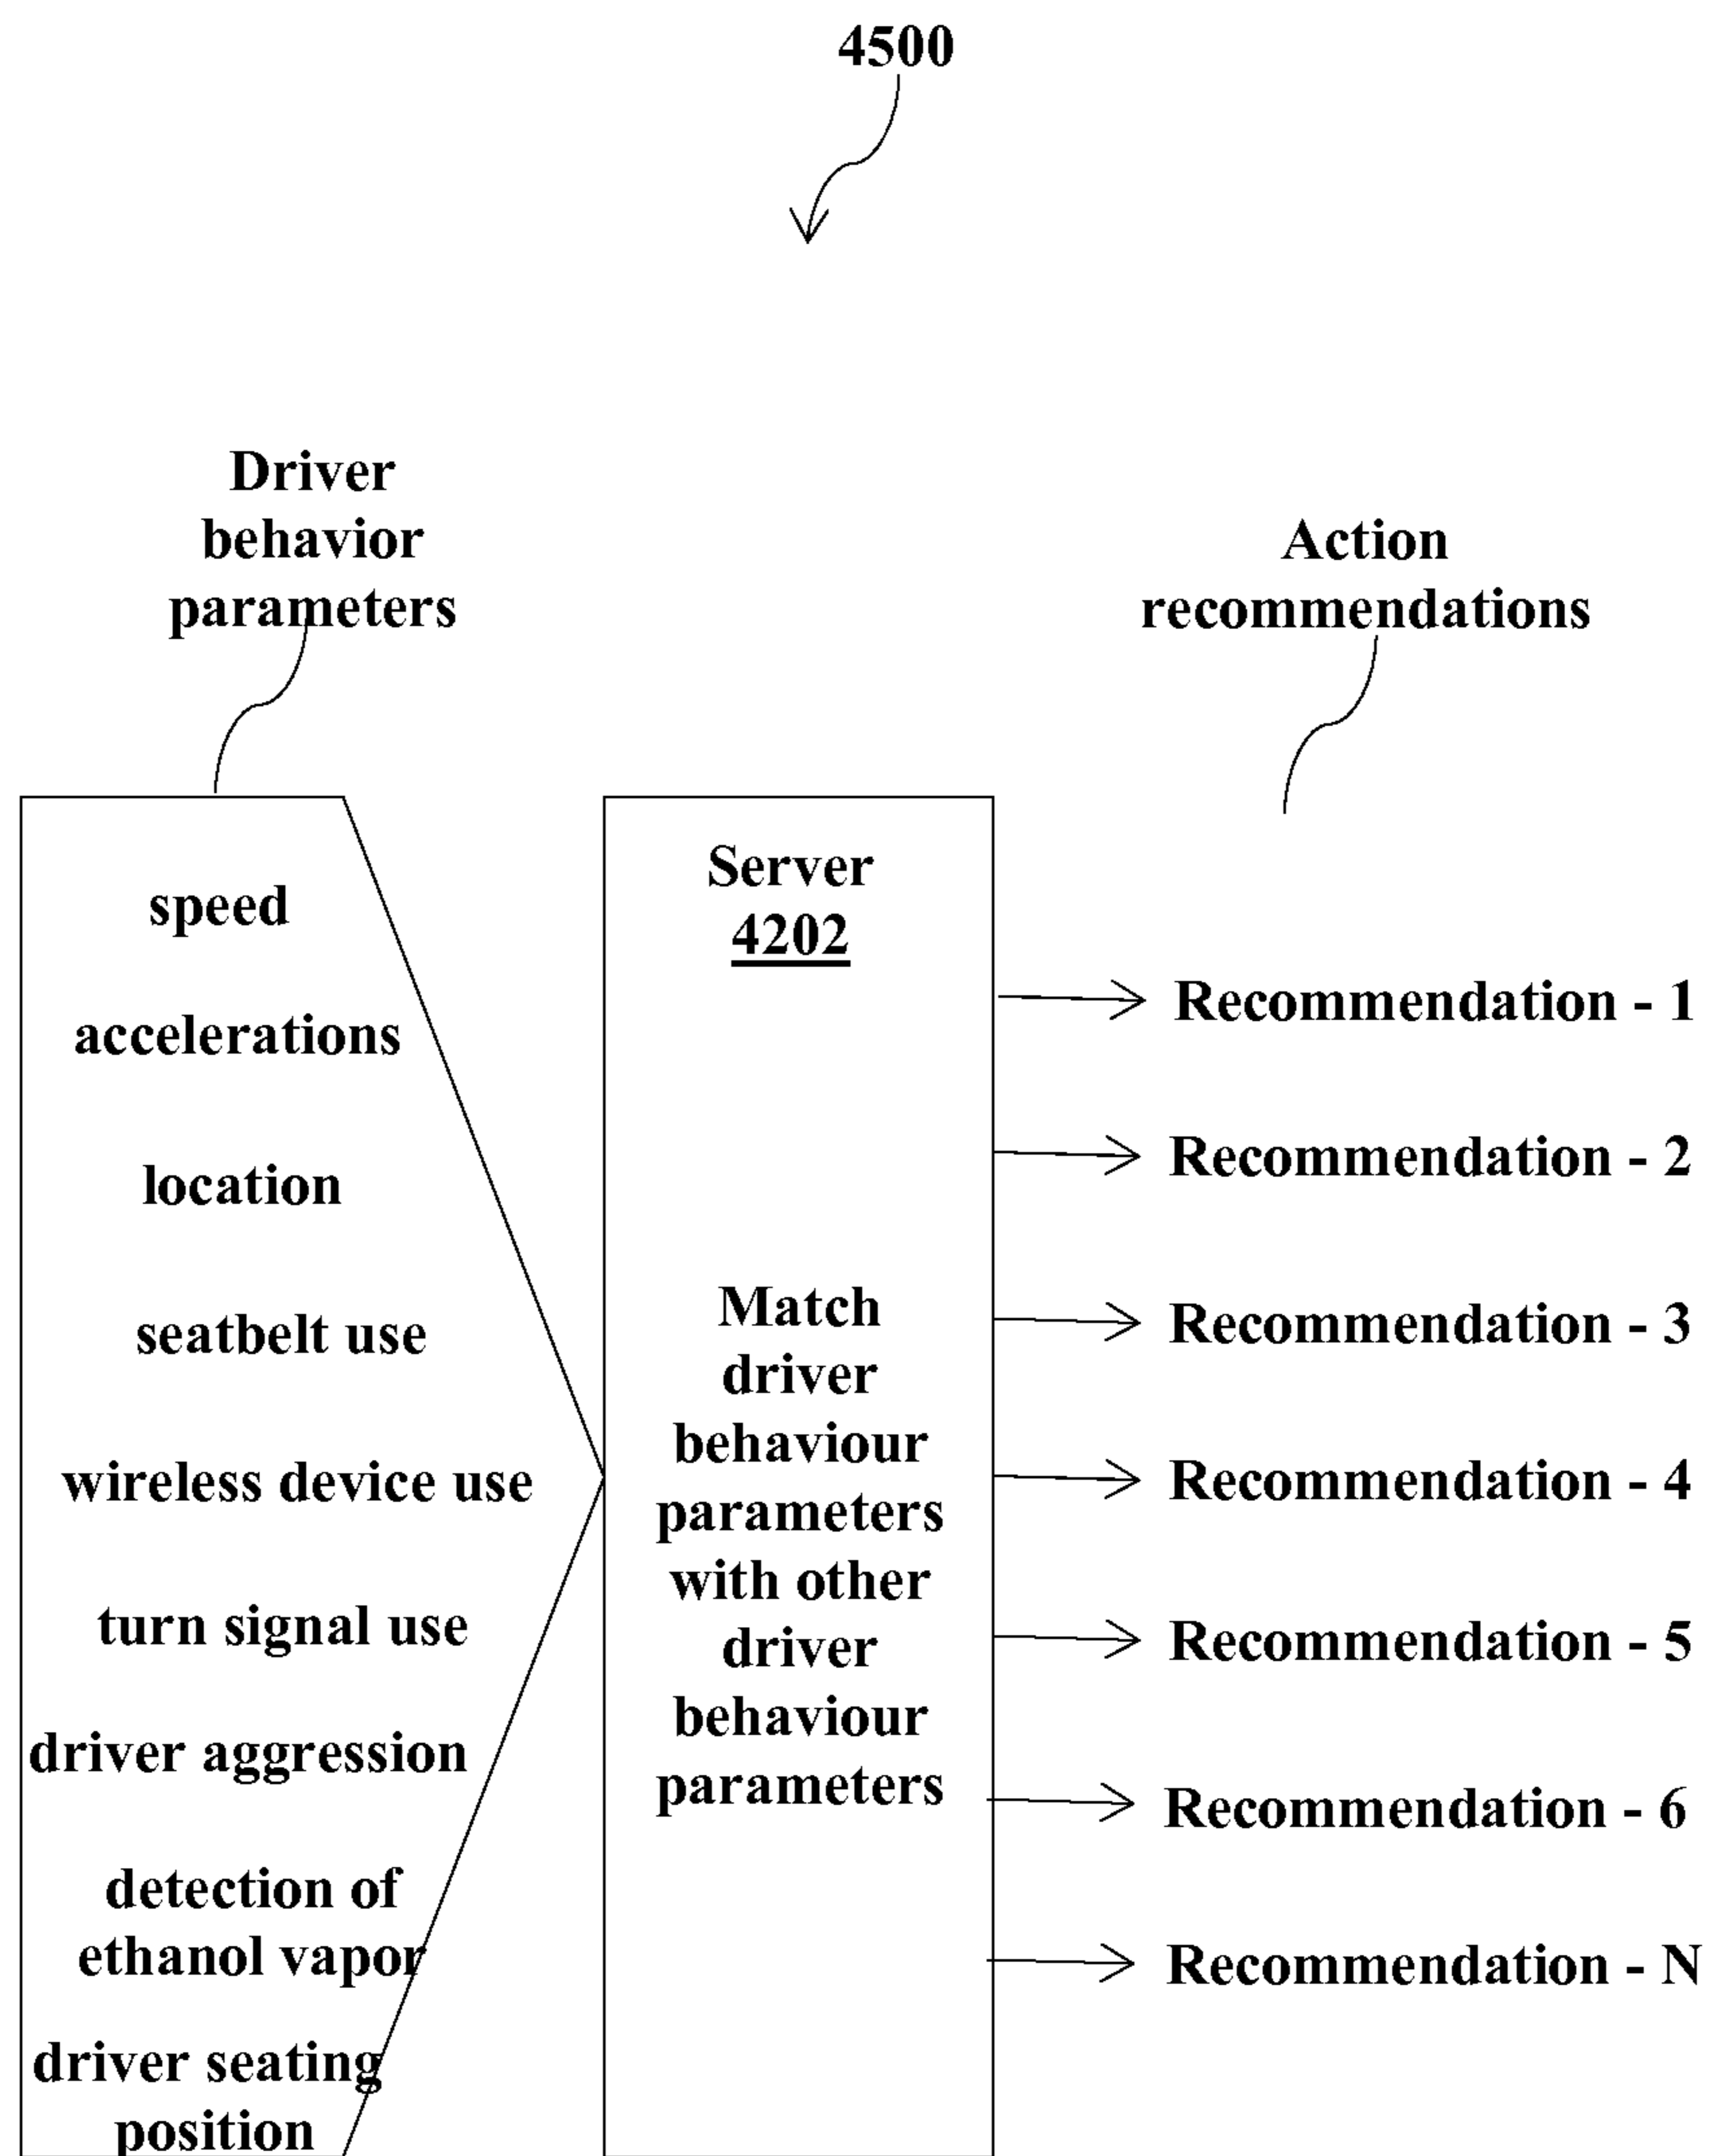 4500
Driver
behavior
parameters
Action
recommendations
speed
accelerations
location
seatbelt use
wireless device use
turn signal use
driver aggression
detection of
ethanol vapor
driver seating
position
Server
4202
Match
driver
behaviour
parameters
with other
driver
behaviour
parameters
Recommendation - 1
Recommendation - 2
Recommendation - 3
Recommendation - 4
Recommendation - 5
Recommendation - 6
Recommendation - N